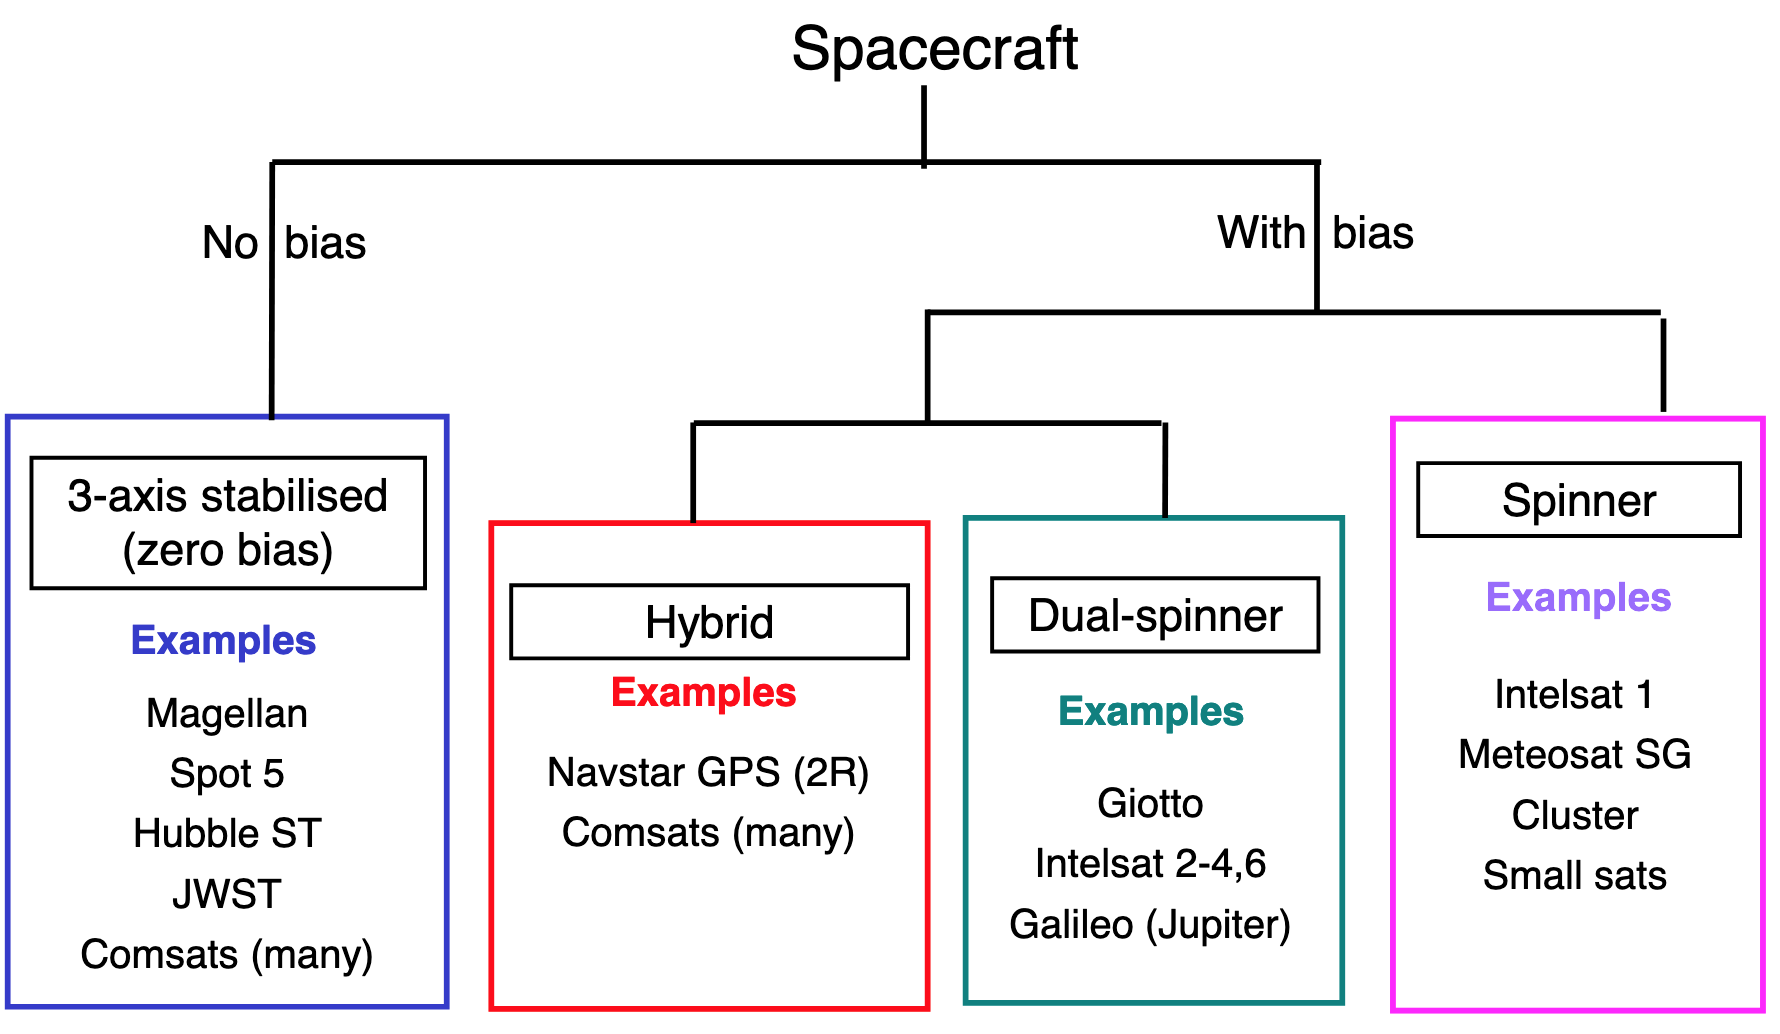 Spacecraft
No bias
With bias
3-axis stabilised
(zero bias)
Examples
Magellan
Spot 5
Hubble ST
JWST
Comsats (many)
Hybrid
Examples
Navstar GPS (2R)
Comsats (many)
Dual-spinner
Examples
Giotto
Intelsat 2-4,6
Galileo (Jupiter)
Spinner
Examples
Intelsat 1
Meteosat SG
Cluster
Small sats